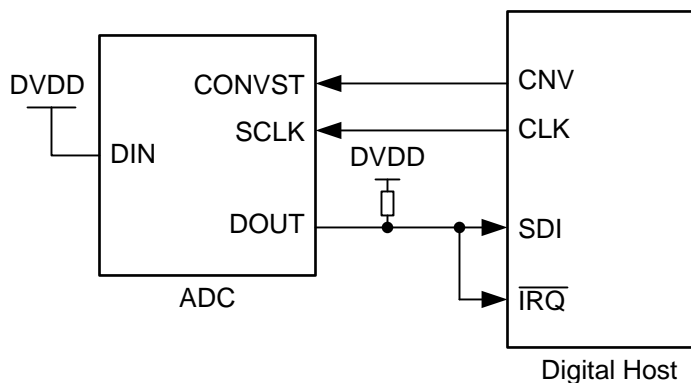 DVDD
CONVST
CNV
SCLK
CLK
DIN
DVDD
DOUT
SDI
IRQ
ADC
Digital Host